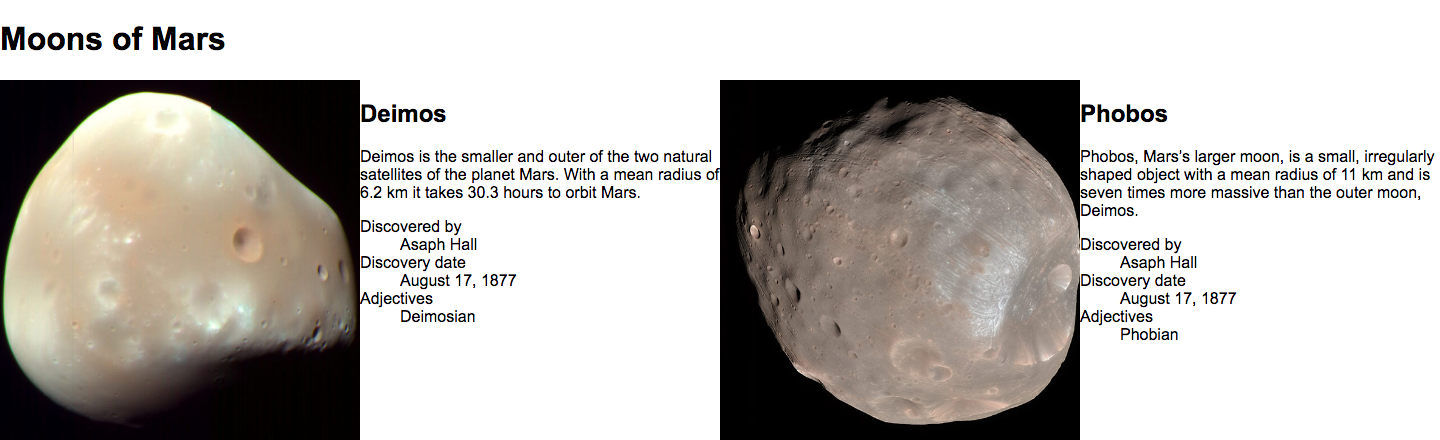 Moons of Mars
Deimos
Deimos is the smaller and outer of the two natural
satellites of the planet Mars. With a mean radius of
6.2 km it takes 30.3 hours to orbit Mars.
Discovered by
Asaph Hall
Discovery date
August 17, 1877
Adjectives
Deimosian
Phobos
Phobos, Mars's larger moon, is a small, irregularly
shaped object with a mean radius of 11 km and is
seven times more massive than the outer moon,
Deimos.
Discovered by
Asaph Hall
Discovery date
August 17, 1877
Adjectives
Phobian